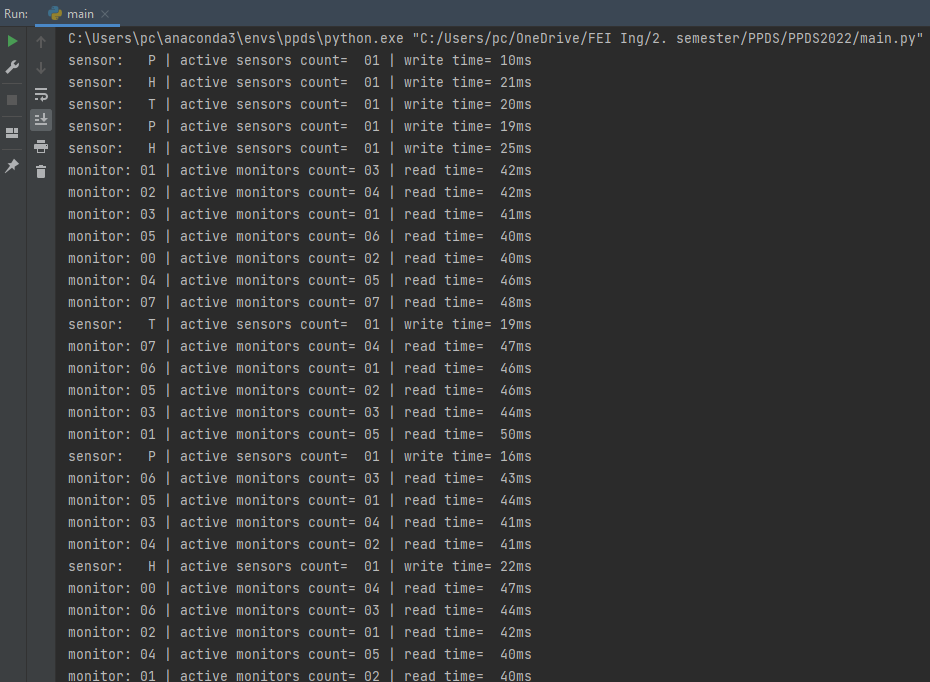 Run: main
C:\Users\pc\anaconda3\envs\ppds\python.exe "C:/Users/pc/OneDrive/FEI Ing/2. semester/PPDS/PPDS2022/main.py"
sensor:   P | active sensors count=  01 | write time= 10ms
sensor:   H | active sensors count=  01 | write time= 21ms
sensor:   T | active sensors count=  01 | write time= 20ms
sensor:   P | active sensors count=  01 | write time= 19ms
sensor:   H | active sensors count=  01 | write time= 25ms
monitor: 01 | active monitors count= 03 | read time=  42ms
monitor: 02 | active monitors count= 04 | read time=  42ms
monitor: 03 | active monitors count= 01 | read time=  41ms
monitor: 05 | active monitors count= 06 | read time=  40ms
monitor: 00 | active monitors count= 02 | read time=  40ms
monitor: 04 | active monitors count= 05 | read time=  46ms
monitor: 07 | active monitors count= 07 | read time=  48ms
sensor:   T | active sensors count=  01 | write time= 19ms
monitor: 07 | active monitors count= 04 | read time=  47ms
monitor: 06 | active monitors count= 01 | read time=  46ms
monitor: 05 | active monitors count= 02 | read time=  46ms
monitor: 03 | active monitors count= 03 | read time=  44ms
monitor: 01 | active monitors count= 05 | read time=  50ms
sensor:   P | active sensors count=  01 | write time= 16ms
monitor: 06 | active monitors count= 03 | read time=  43ms
monitor: 05 | active monitors count= 01 | read time=  44ms
monitor: 03 | active monitors count= 04 | read time=  41ms
monitor: 04 | active monitors count= 02 | read time=  41ms
sensor:   H | active sensors count=  01 | write time= 22ms
monitor: 00 | active monitors count= 04 | read time=  47ms
monitor: 06 | active monitors count= 03 | read time=  44ms
monitor: 02 | active monitors count= 01 | read time=  42ms
monitor: 04 | active monitors count= 05 | read time=  40ms
monitor: 01 | active monitors count= 02 | read time=  40ms